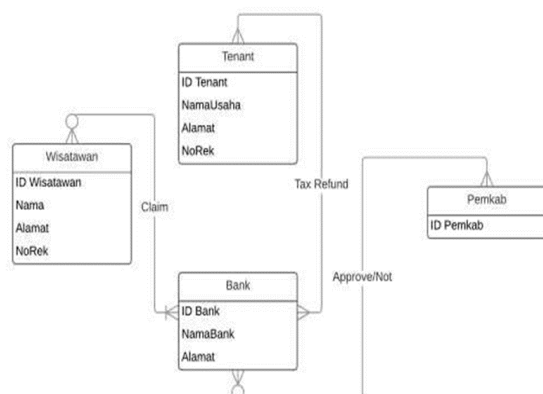 Tenant
ID Tenant
NamaUsaha
Alamat
NoRek
Wisatawan
ID Wisatawan
Nama
Alamat
NoRek
Claim
Tax Refund
Pemkab
ID Pemkab
Approve/Not
Bank
ID Bank
NamaBank
Alamat